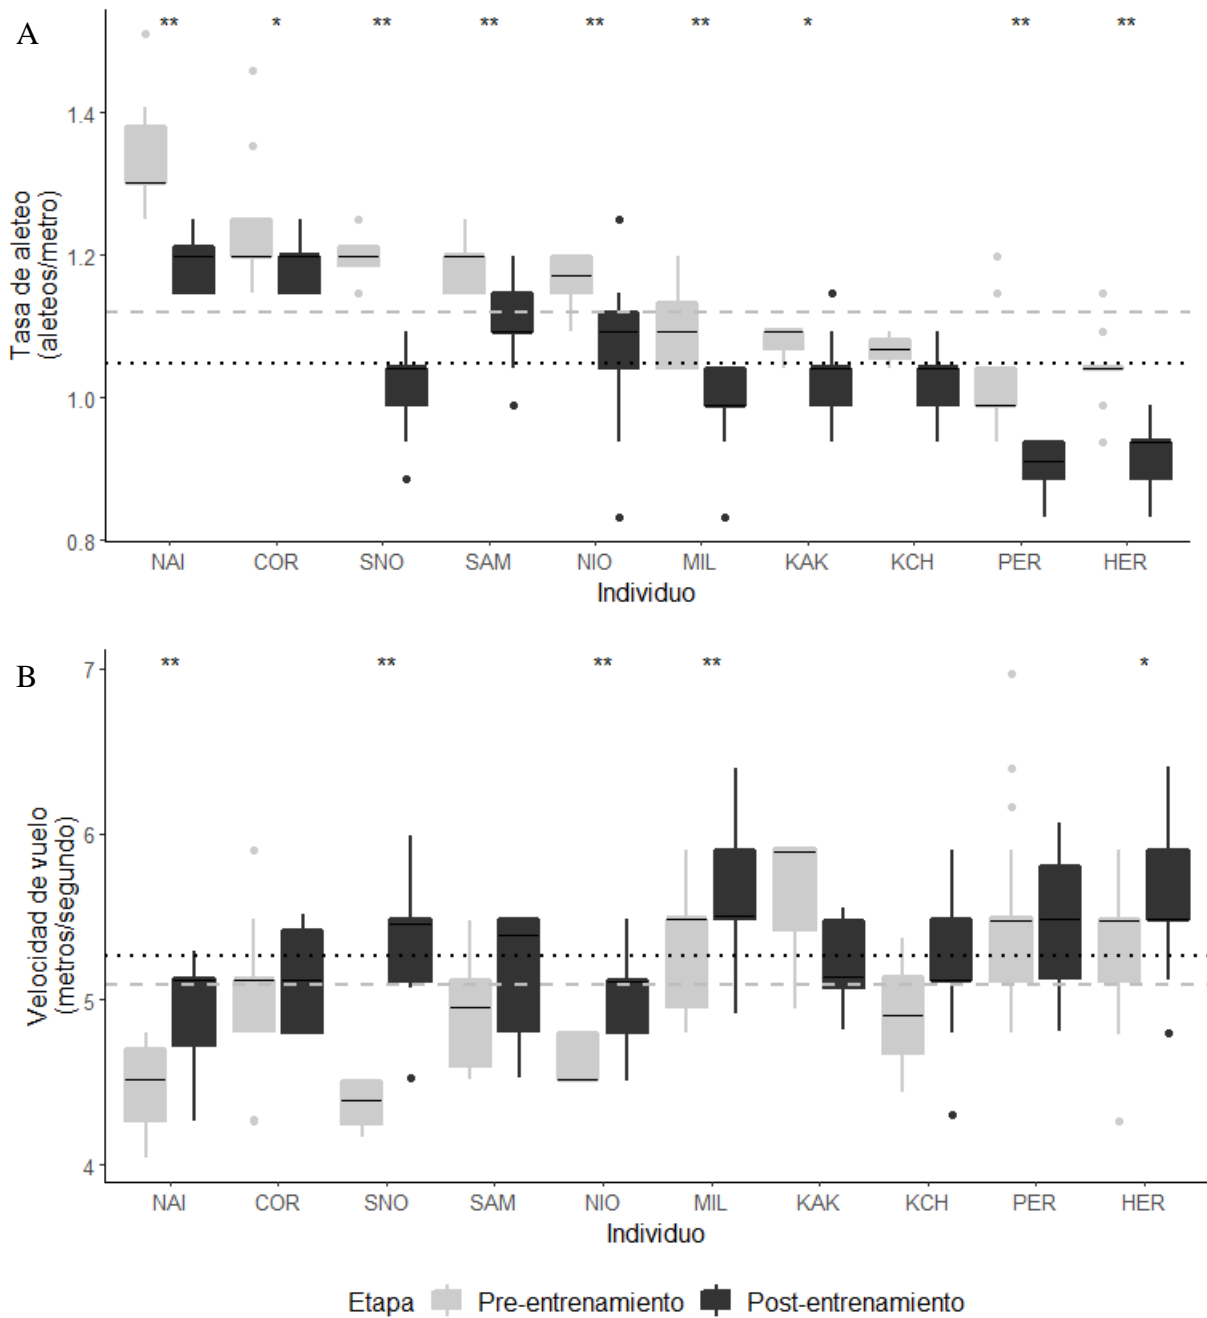 A
** * ** ** ** ** * ** **
Tasa de aleteo
(aleteos/metro)
1.4
1.2
1.0
0.8
NAI COR SNO SAM NIO MIL KAK KCH PER HER
Individuo
B
** ** ** ** *
Velocidad de vuelo
(metros/segundo)
7
6
5
4
NAI COR SNO SAM NIO MIL KAK KCH PER HER
Individuo
Etapa Pre-entrenamiento Post-entrenamiento